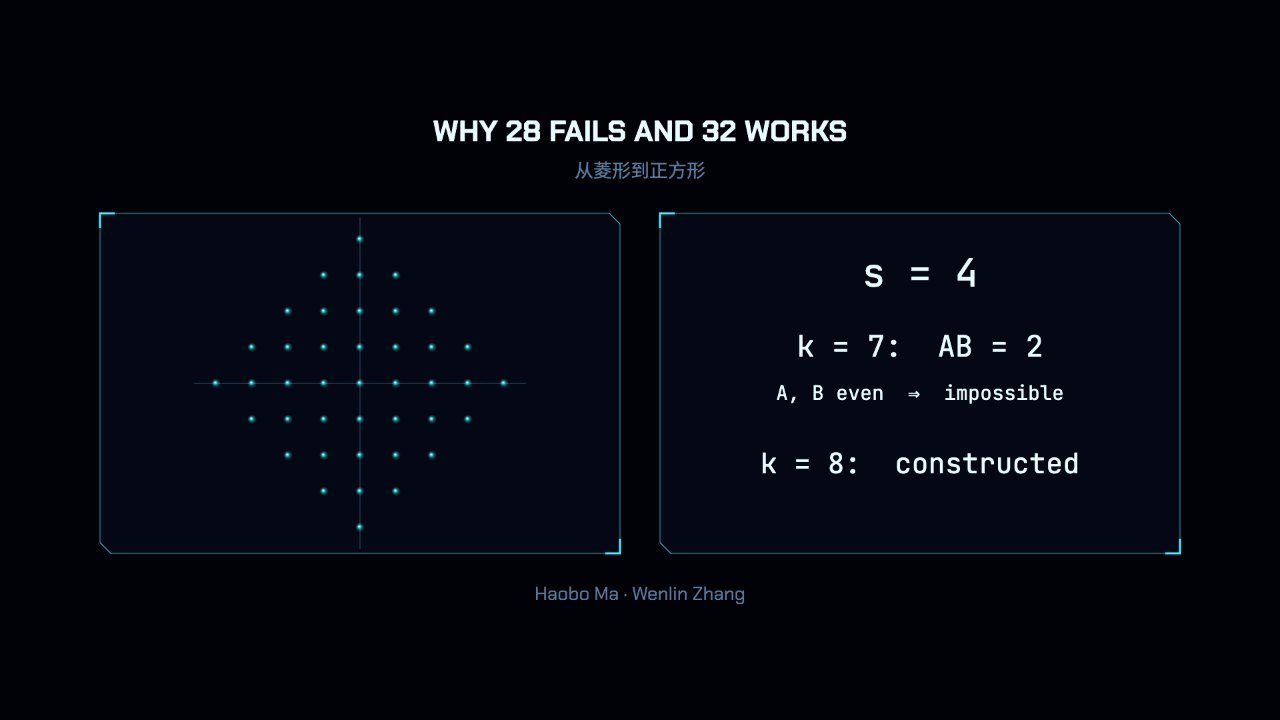 WHY 28 FAILS AND 32 WORKS
从菱形到正方形
s = 4
k = 7: AB = 2
A, B even ⇒ impossible
k = 8: constructed
Haobo Ma · Wenlin Zhang